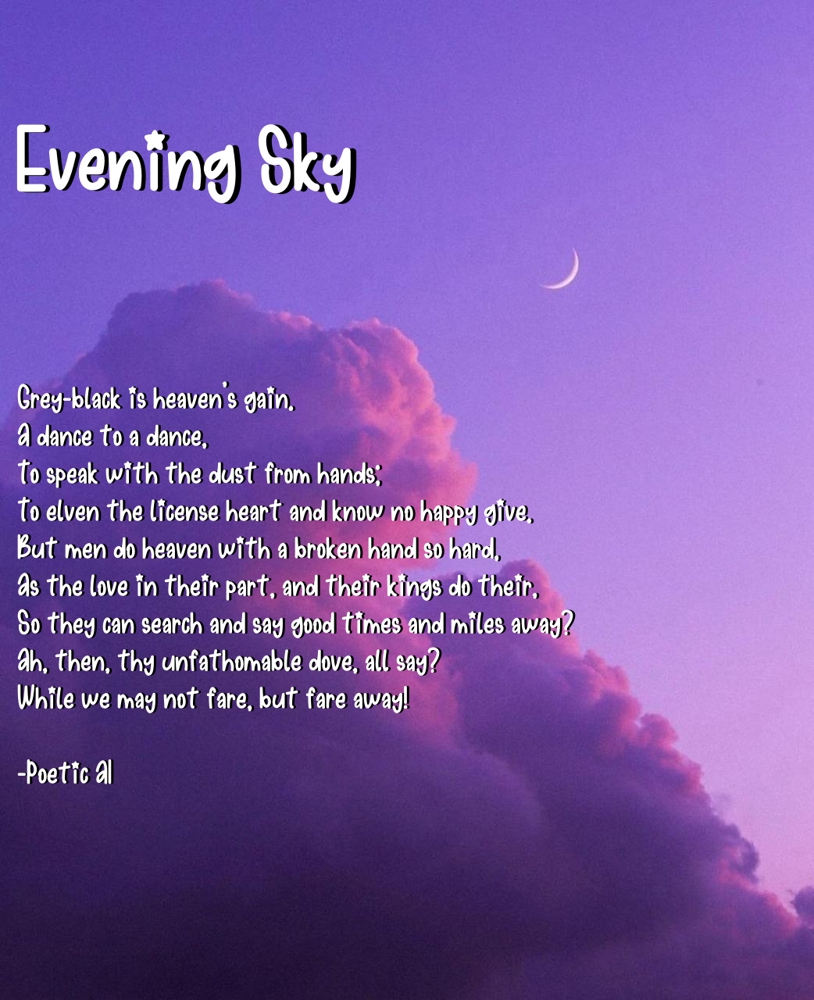 Evening Sky
Grey-black is heaven's gain,
A dance to a dance,
To speak with the dust from hands;
To elven the license heart and know no happy give,
But men do heaven with a broken hand so hard,
As the love in their part, and their kings do their,
So they can search and say good times and miles away?
Ah, then, thy unfathomable dove, all say?
While we may not fare, but fare away!
-Poetic AI